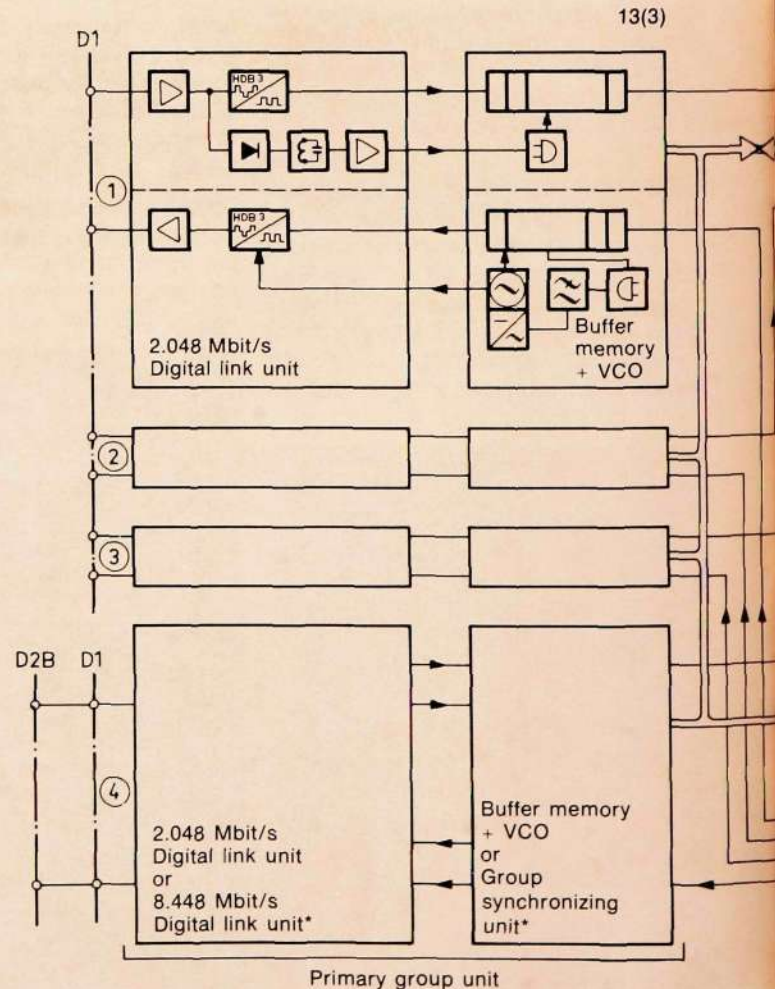 13(3)
D1
HDB 3
1
HDB 3
2.048 Mbit/s
Digital link unit
Buffer
memory
+ VCO
2
3
D2B D1
4
2.048 Mbit/s
Digital link unit
or
8.448 Mbit/s
Digital link unit*
Buffer memory
+ VCO
or
Group
synchronizing
unit*
Primary group unit